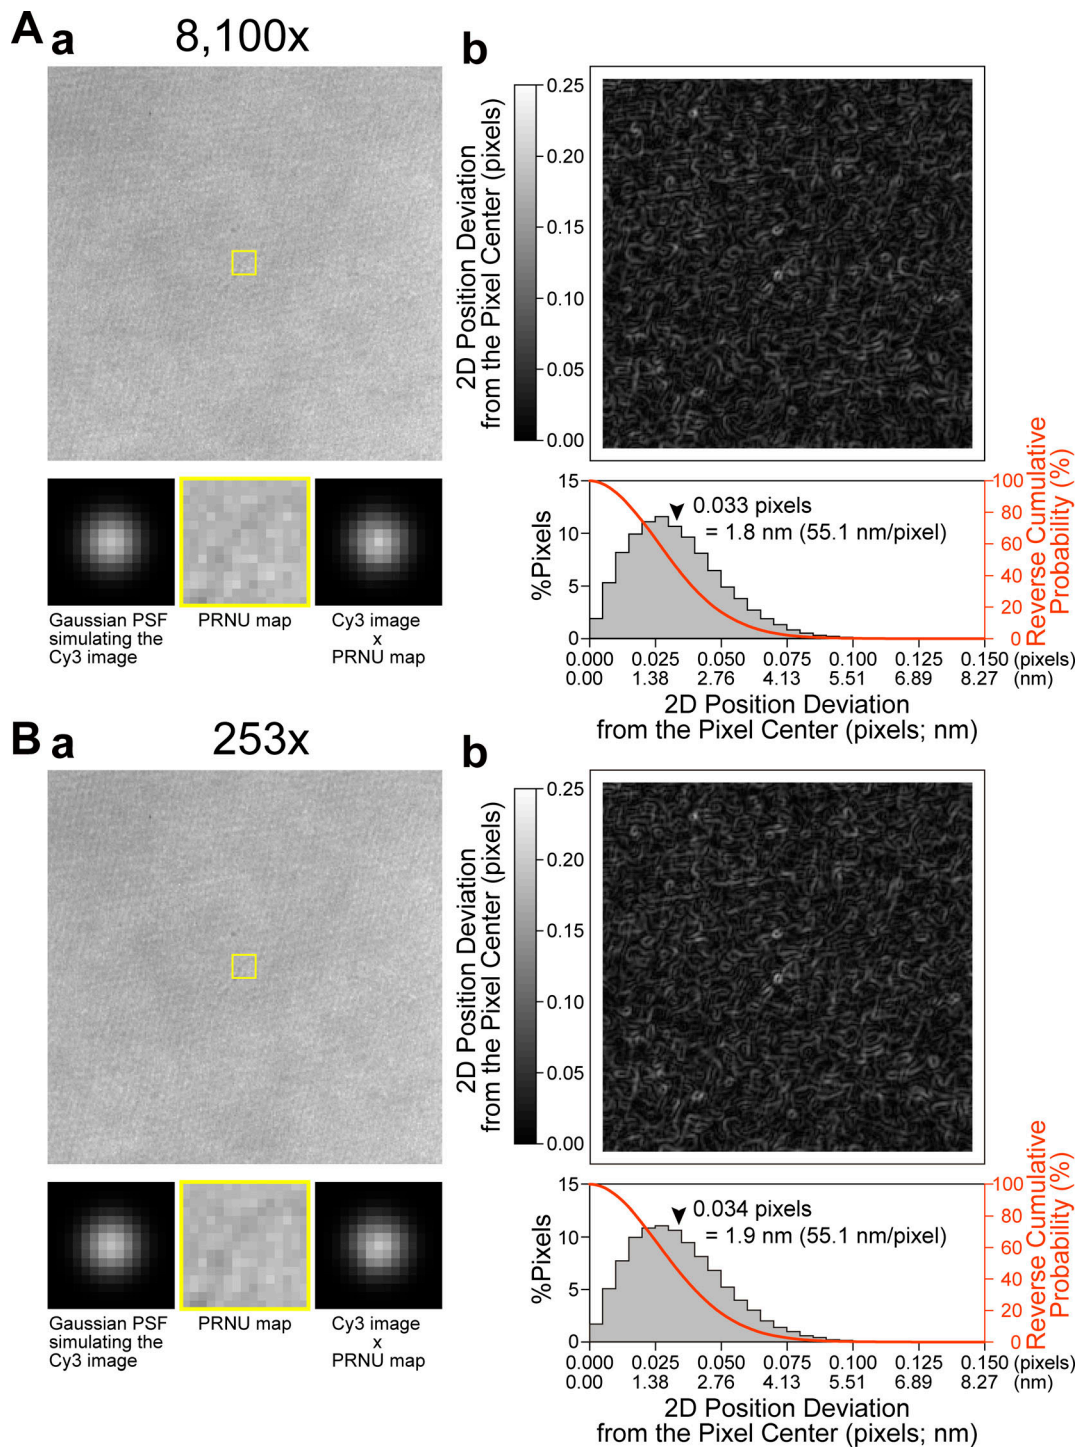 A a 8,100x
b
2D Position Deviation
from the Pixel Center (pixels)
0.25
0.20
0.15
0.10
0.05
0.00
Gaussian PSF
simulating the
Cy3 image
PRNU map
Cy3 image
x
PRNU map
%Pixels
15
10
5
0
0.033 pixels
= 1.8 nm (55.1 nm/pixel)
100
80
60
40
20
0
Reverse Cumulative
Probability (%)
0.000 0.025 0.050 0.075 0.100 0.125 0.150 (pixels)
0.00 1.38 2.76 4.13 5.51 6.89 8.27 (nm)
2D Position Deviation
from the Pixel Center (pixels; nm)
B a 253x
b
2D Position Deviation
from the Pixel Center (pixels)
0.25
0.20
0.15
0.10
0.05
0.00
Gaussian PSF
simulating the
Cy3 image
PRNU map
Cy3 image
x
PRNU map
%Pixels
15
10
5
0
0.034 pixels
= 1.9 nm (55.1 nm/pixel)
100
80
60
40
20
0
Reverse Cumulative
Probability (%)
0.000 0.025 0.050 0.075 0.100 0.125 0.150 (pixels)
0.00 1.38 2.76 4.13 5.51 6.89 8.27 (nm)
2D Position Deviation
from the Pixel Center (pixels; nm)